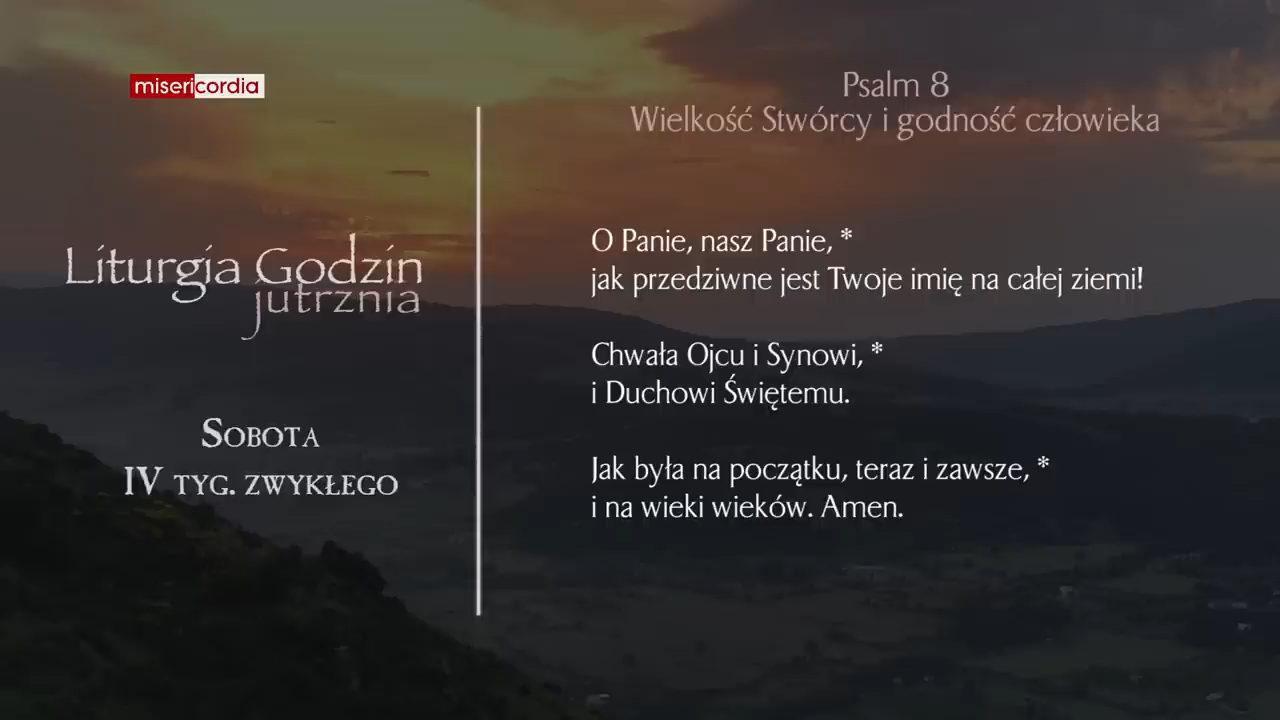 misericordia
Liturgia Godzin
jutrznia
Sobota
IV tyg. zwykłego
Psalm 8
Wielkość Stwórcy i godność człowieka
O Panie, nasz Panie, *
jak przedziwne jest Twoje imię na całej ziemi!
Chwała Ojcu i Synowi, *
i Duchowi Świętemu.
Jak była na początku, teraz i zawsze, *
i na wieki wieków. Amen.